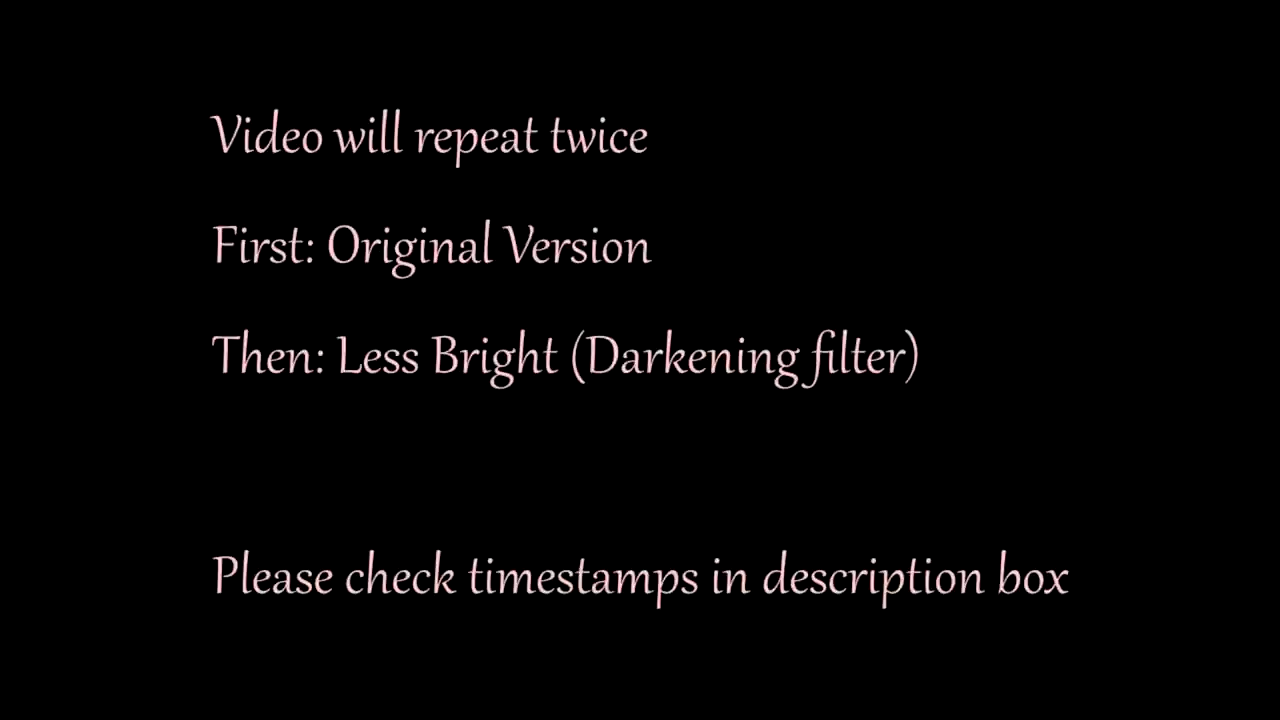 Video will repeat twice
First: Original Version
Then: Less Bright (Darkening filter)
Please check timestamps in description box